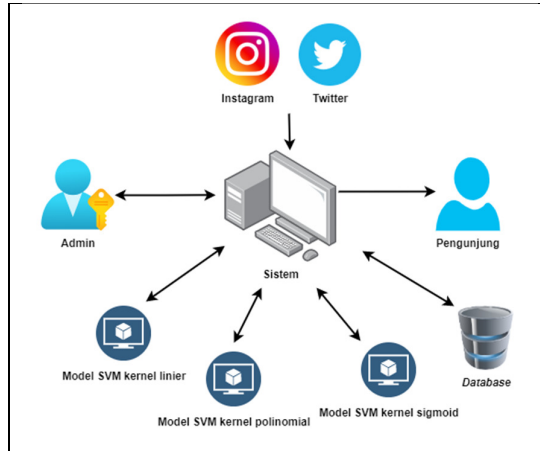 Instagram
Twitter
Admin
Sistem
Pengunjung
Model SVM kernel linier
Model SVM kernel polinomial
Model SVM kernel sigmoid
Database